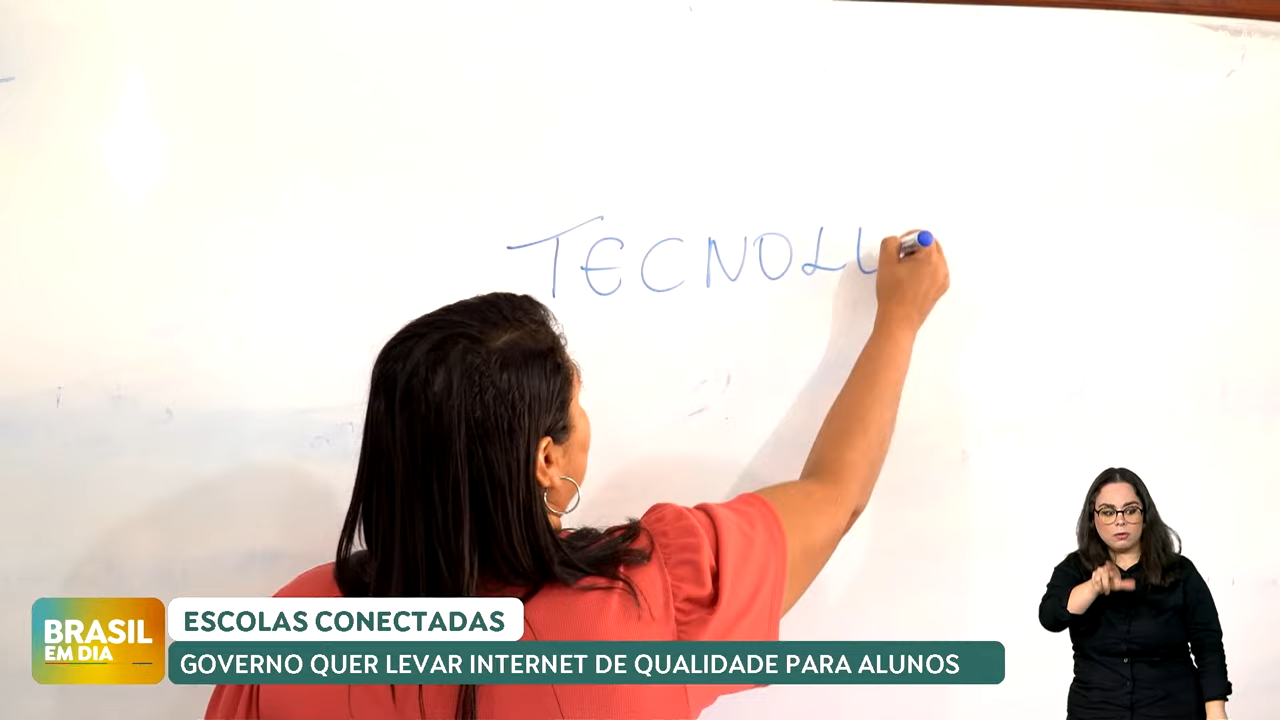 TECNOL
BRASIL
EM DIA
ESCOLAS CONECTADAS
GOVERNO QUER LEVAR INTERNET DE QUALIDADE PARA ALUNOS